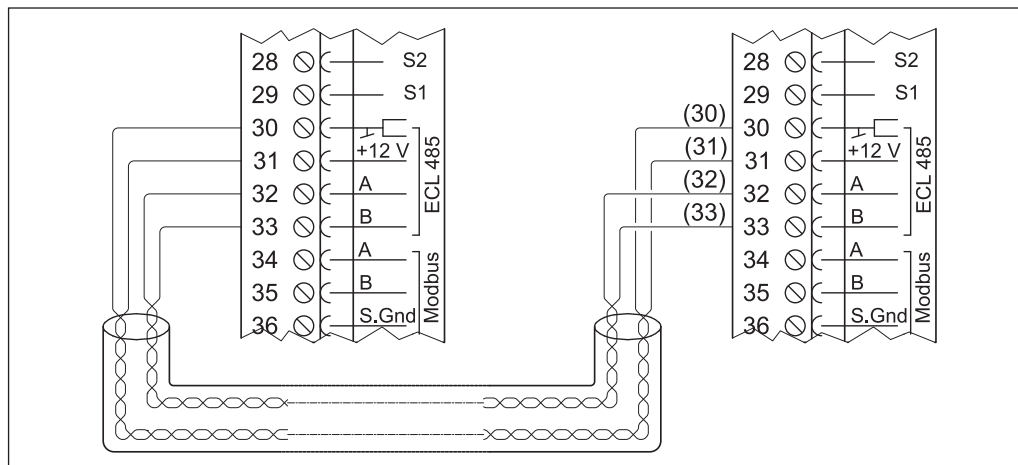 28 S2
29 S1
30
31 +12 V
32 A
33 B
34 A
35 B
36 S.Gnd
ECL 485
Modbus
28 S2
29 S1
(30) 30
(31) 31 +12 V
(32) 32 A
(33) 33 B
34 A
35 B
36 S.Gnd
ECL 485
Modbus